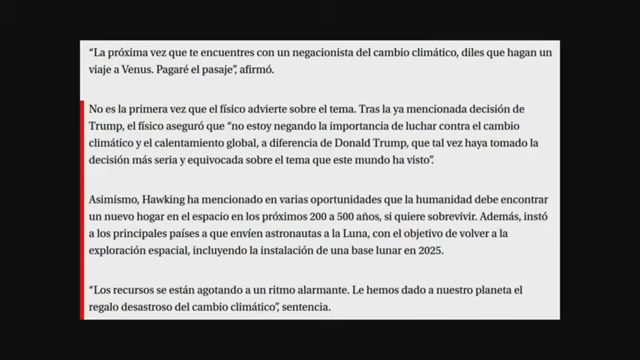 “La próxima vez que te encuentres con un negacionista del cambio climático, diles que hagan un
viaje a Venus. Pagaré el pasaje”, afirmó.
No es la primera vez que el físico advierte sobre el tema. Tras la ya mencionada decisión de
Trump, el físico aseguró que “no estoy negando la importancia de luchar contra el cambio
climático y el calentamiento global, a diferencia de Donald Trump, que tal vez haya tomado la
decisión más seria y equivocada sobre el tema que este mundo ha visto”.
Asimismo, Hawking ha mencionado en varias oportunidades que la humanidad debe encontrar
un nuevo hogar en el espacio en los próximos 200 a 500 años, si quiere sobrevivir. Además, instó
a los principales países a que envíen astronautas a la Luna, con el objetivo de volver a la
exploración espacial, incluyendo la instalación de una base lunar en 2025.
“Los recursos se están agotando a un ritmo alarmante. Le hemos dado a nuestro planeta el
regalo desastroso del cambio climático”, sentencia.